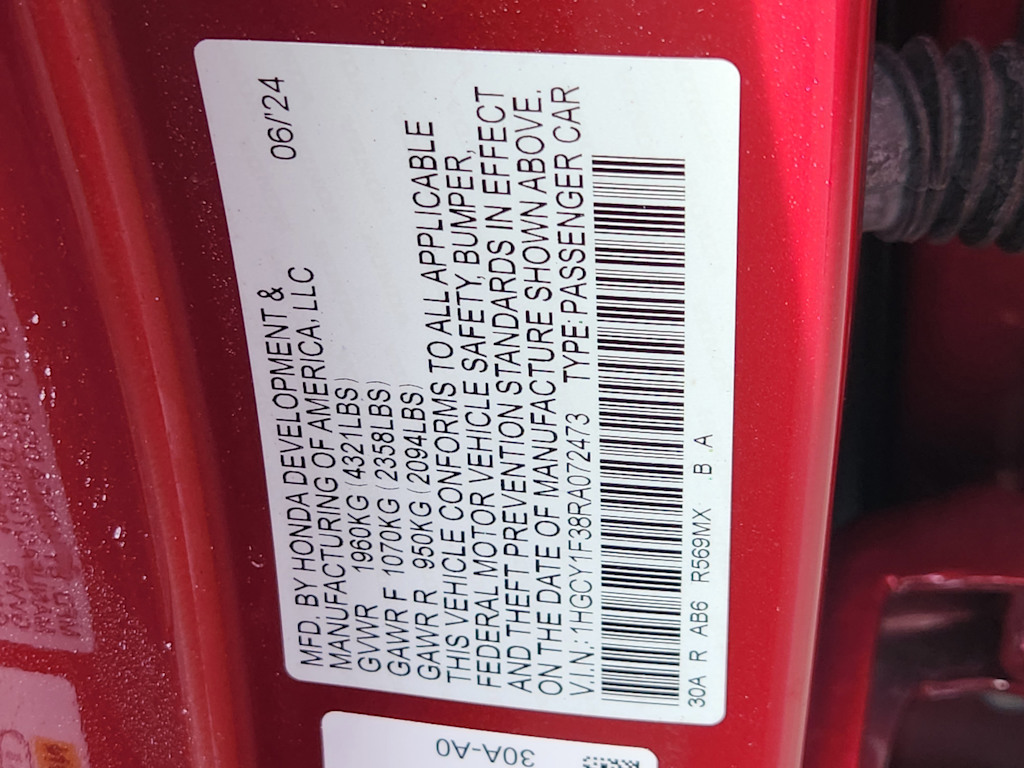 MFD. BY HONDA DEVELOPMENT & 06/'24
MANUFACTURING OF AMERICA, LLC
GVWR 1960KG (4321LBS)
GAWR F 1070KG (2358LBS)
GAWR R 950KG (2094LBS)
THIS VEHICLE CONFORMS TO ALL APPLICABLE
FEDERAL MOTOR VEHICLE SAFETY, BUMPER,
AND THEFT PREVENTION STANDARDS IN EFFECT
ON THE DATE OF MANUFACTURE SHOWN ABOVE.
V.I.N.: 1HGCY1F38RA072473 TYPE: PASSENGER CAR
30A R AB6 R569MX .B .A
30A-A0